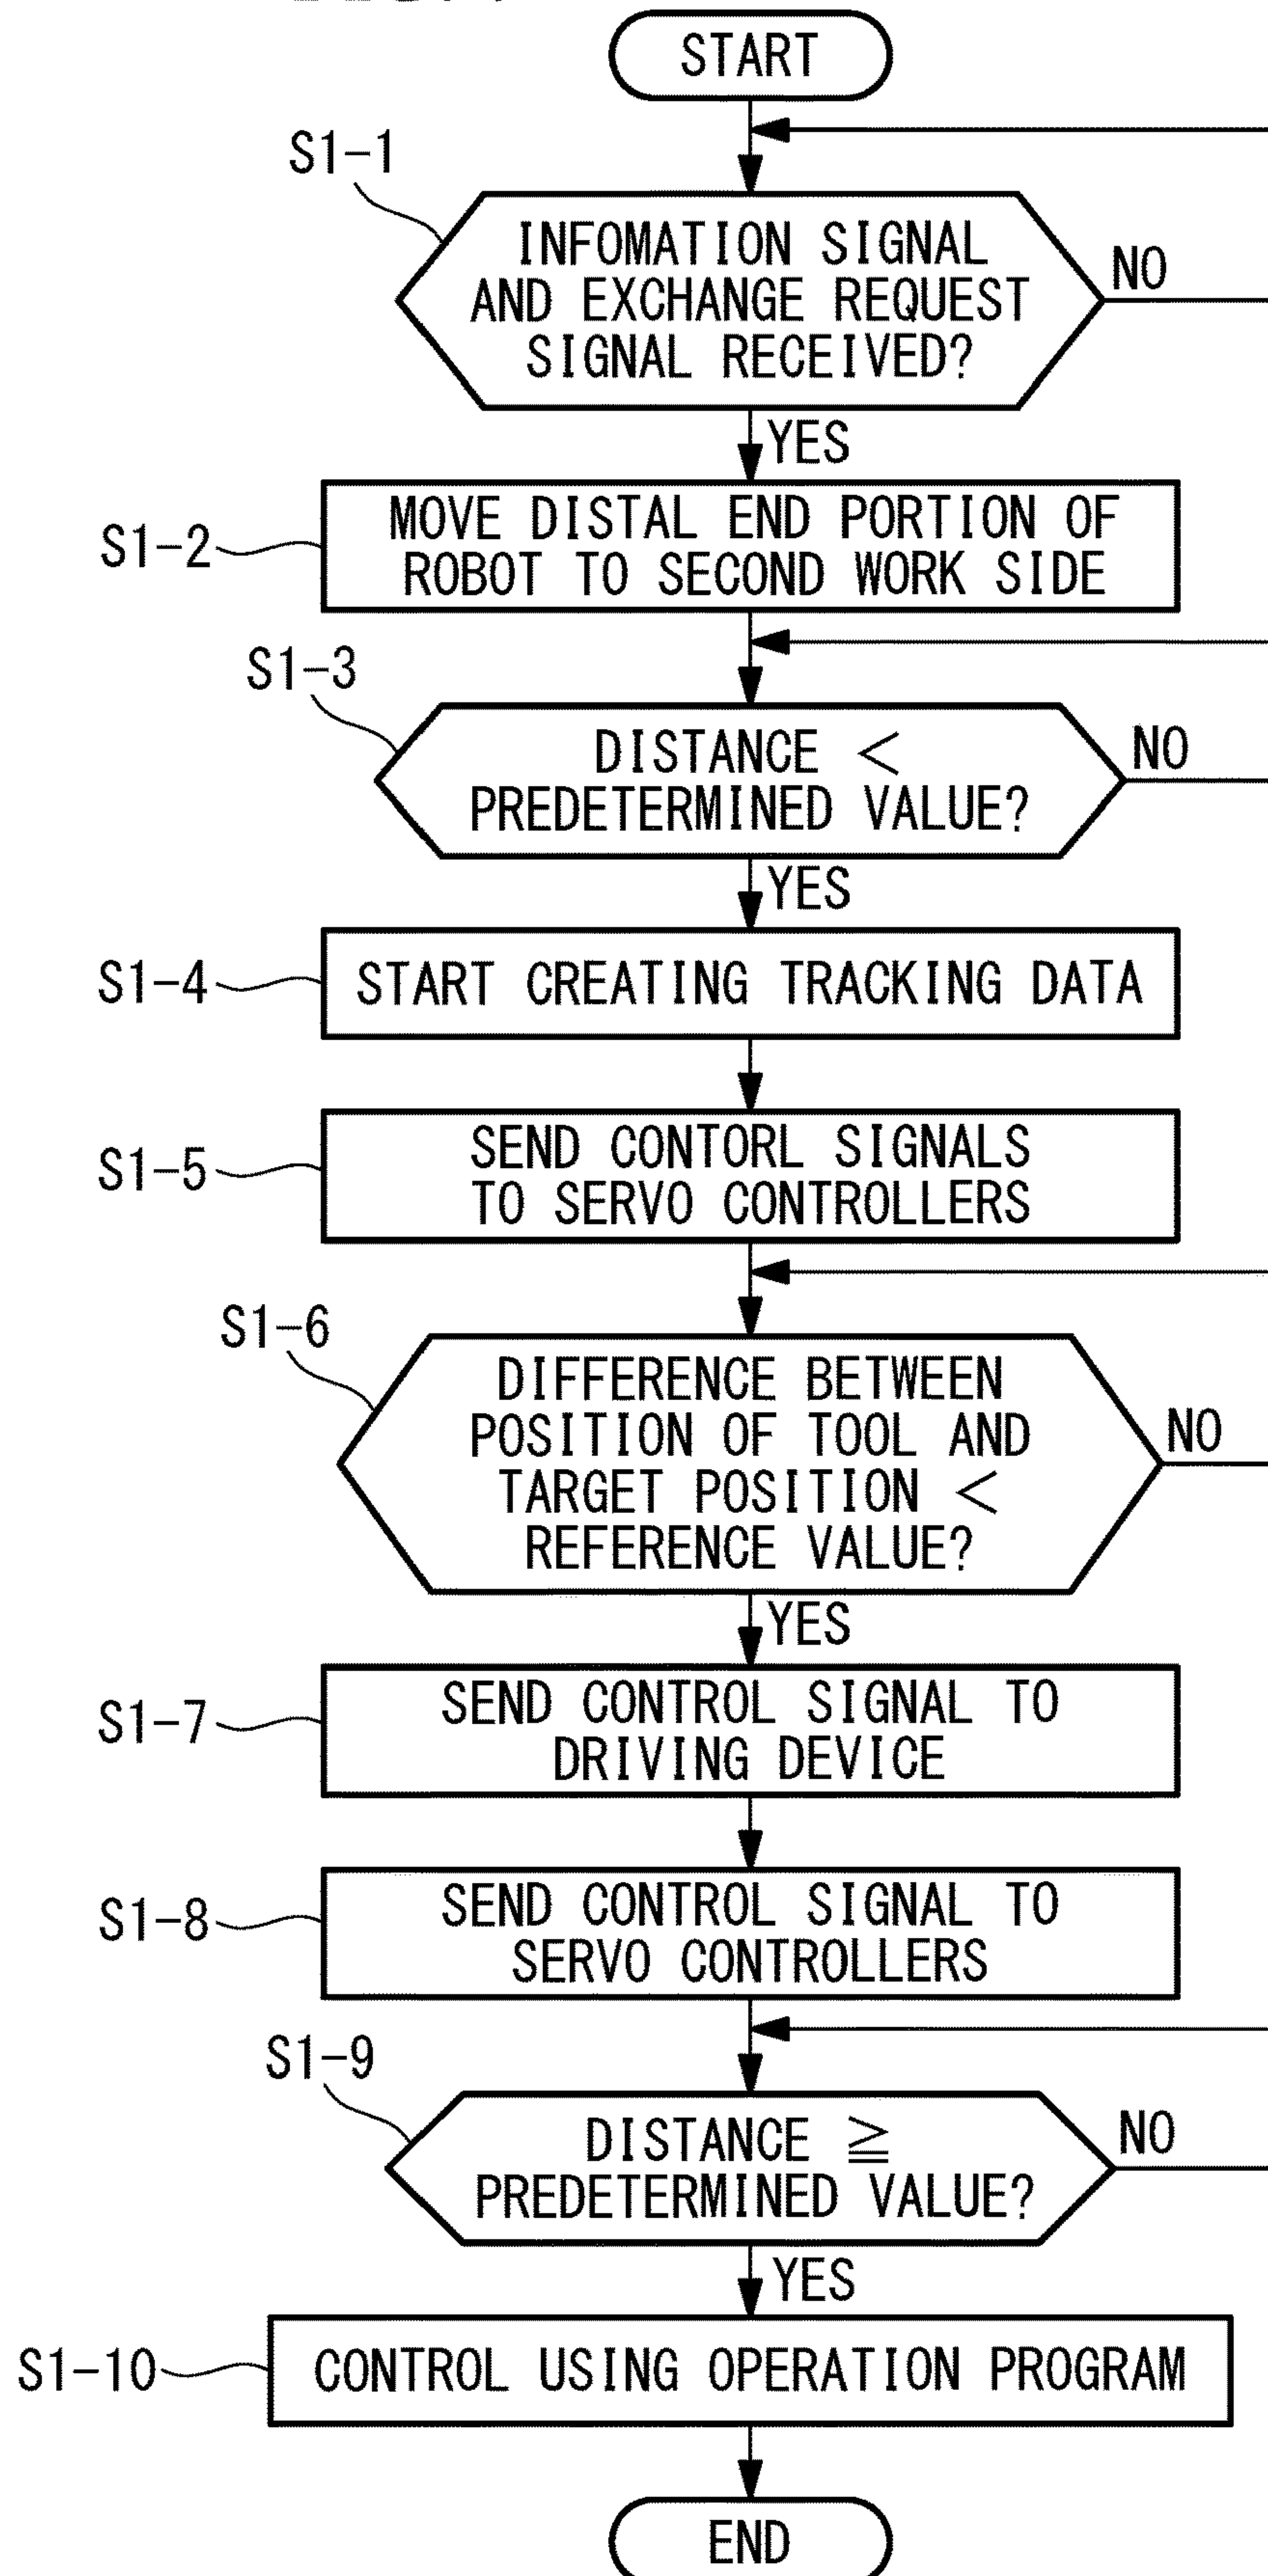 START
S1-1
INFOMATION SIGNAL
AND EXCHANGE REQUEST
SIGNAL RECEIVED?
NO
YES
S1-2
MOVE DISTAL END PORTION OF
ROBOT TO SECOND WORK SIDE
S1-3
DISTANCE <
PREDETERMINED VALUE?
NO
YES
S1-4
START CREATING TRACKING DATA
S1-5
SEND CONTORL SIGNALS
TO SERVO CONTROLLERS
S1-6
DIFFERENCE BETWEEN
POSITION OF TOOL AND
TARGET POSITION <
REFERENCE VALUE?
NO
YES
S1-7
SEND CONTROL SIGNAL TO
DRIVING DEVICE
S1-8
SEND CONTROL SIGNAL TO
SERVO CONTROLLERS
S1-9
DISTANCE ≧
PREDETERMINED VALUE?
NO
YES
S1-10
CONTROL USING OPERATION PROGRAM
END